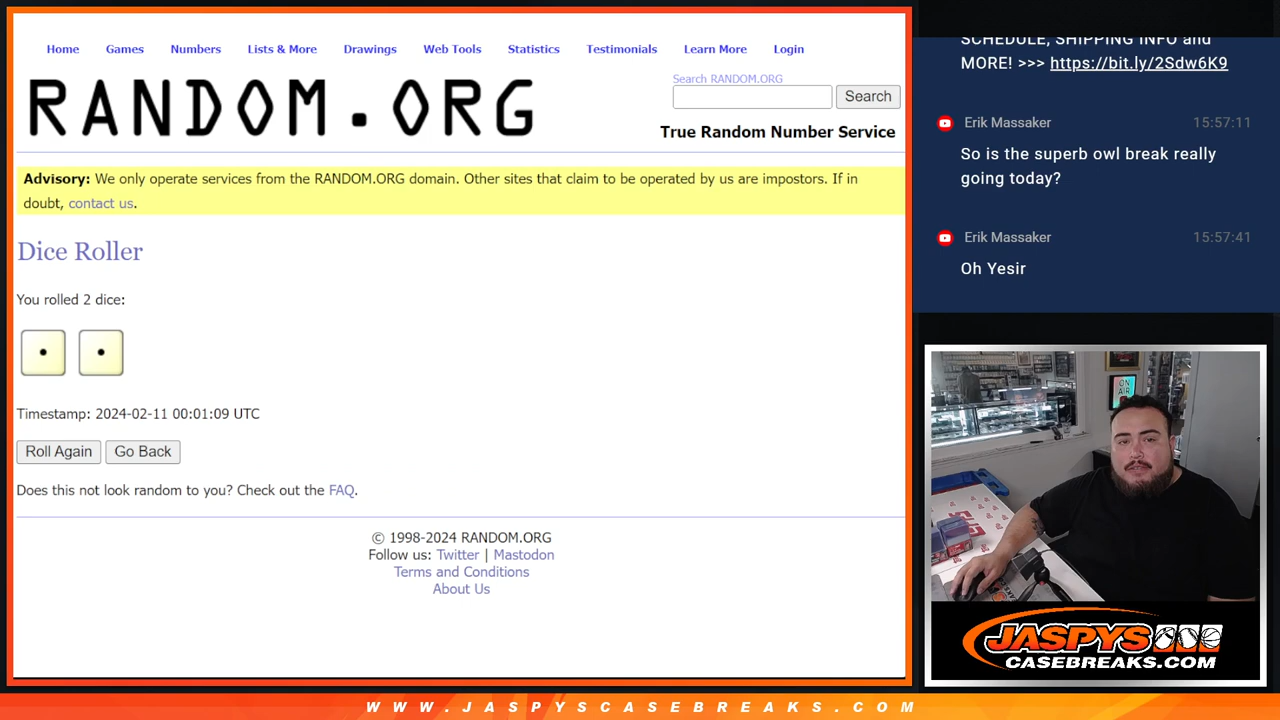 Home Games Numbers Lists & More Drawings Web Tools Statistics Testimonials Learn More Login
RANDOM.ORG
Search RANDOM.ORG
Search
True Random Number Service
Advisory: We only operate services from the RANDOM.ORG domain. Other sites that claim to be operated by us are impostors. If in
doubt, contact us.
Dice Roller
You rolled 2 dice:
Timestamp: 2024-02-11 00:01:09 UTC
Roll Again Go Back
Does this not look random to you? Check out the FAQ.
© 1998-2024 RANDOM.ORG
Follow us: Twitter | Mastodon
Terms and Conditions
About Us
SCHEDULE, SHIPPING INFO and
MORE! >>> https://bit.ly/2Sdw6K9
Erik Massaker 15:57:11
So is the superb owl break really
going today?
Erik Massaker 15:57:41
Oh Yesir
ON
AIR
JASPYS
CASEBREAKS.COM
WWW.JASPYSCASEBREAKS.COM